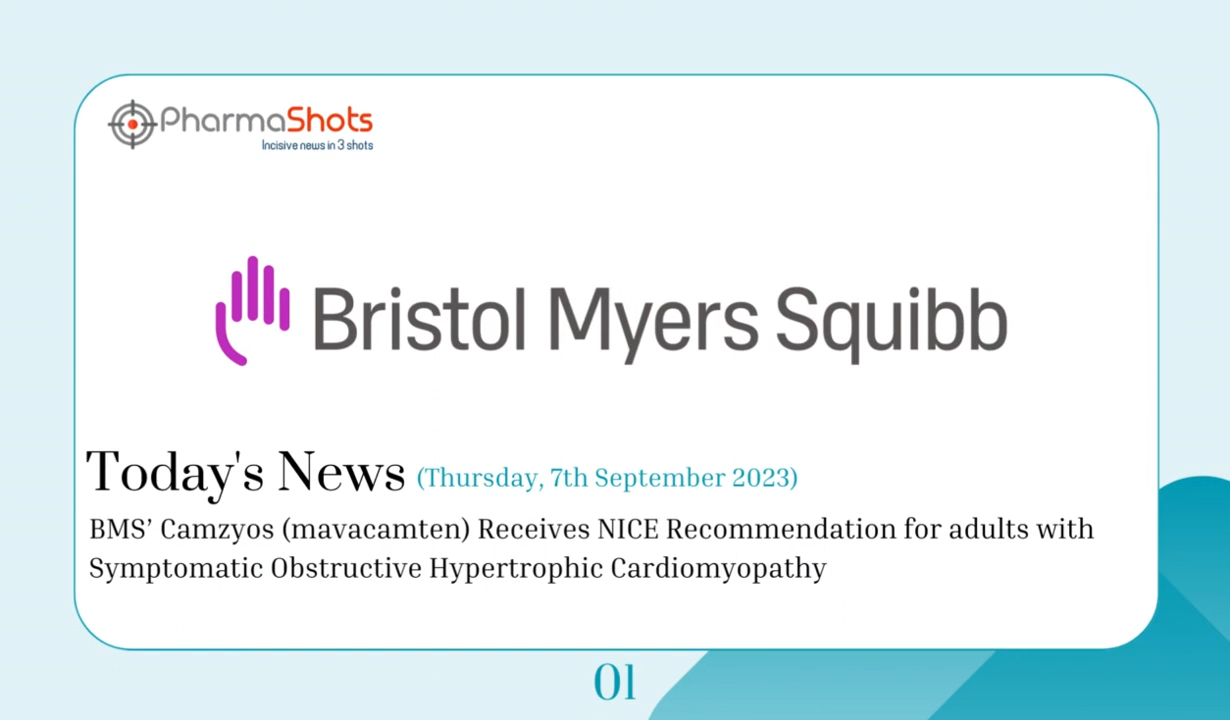 PharmaShots
Incisive news in 3 shots
Bristol Myers Squibb
Today's News (Thursday, 7th September 2023)
BMS’ Camzyos (mavacamten) Receives NICE Recommendation for adults with
Symptomatic Obstructive Hypertrophic Cardiomyopathy
01